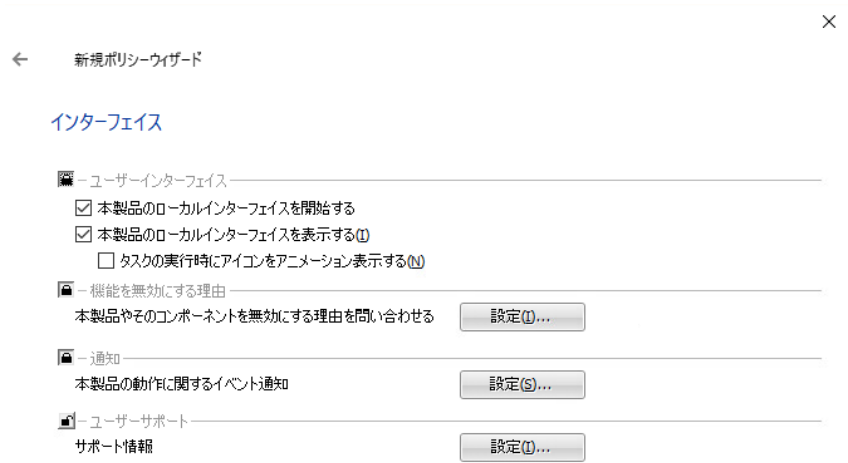 新規ポリシーウィザード
インターフェイス
ユーザーインターフェイス
本製品のローカルインターフェイスを開始する
本製品のローカルインターフェイスを表示する(I)
タスクの実行時にアイコンをアニメーション表示する(N)
機能を無効にする理由
本製品やそのコンポーネントを無効にする理由を問い合わせる 設定(I)...
通知
本製品の動作に関するイベント通知 設定(S)...
ユーザーサポート
サポート情報 設定(I)...